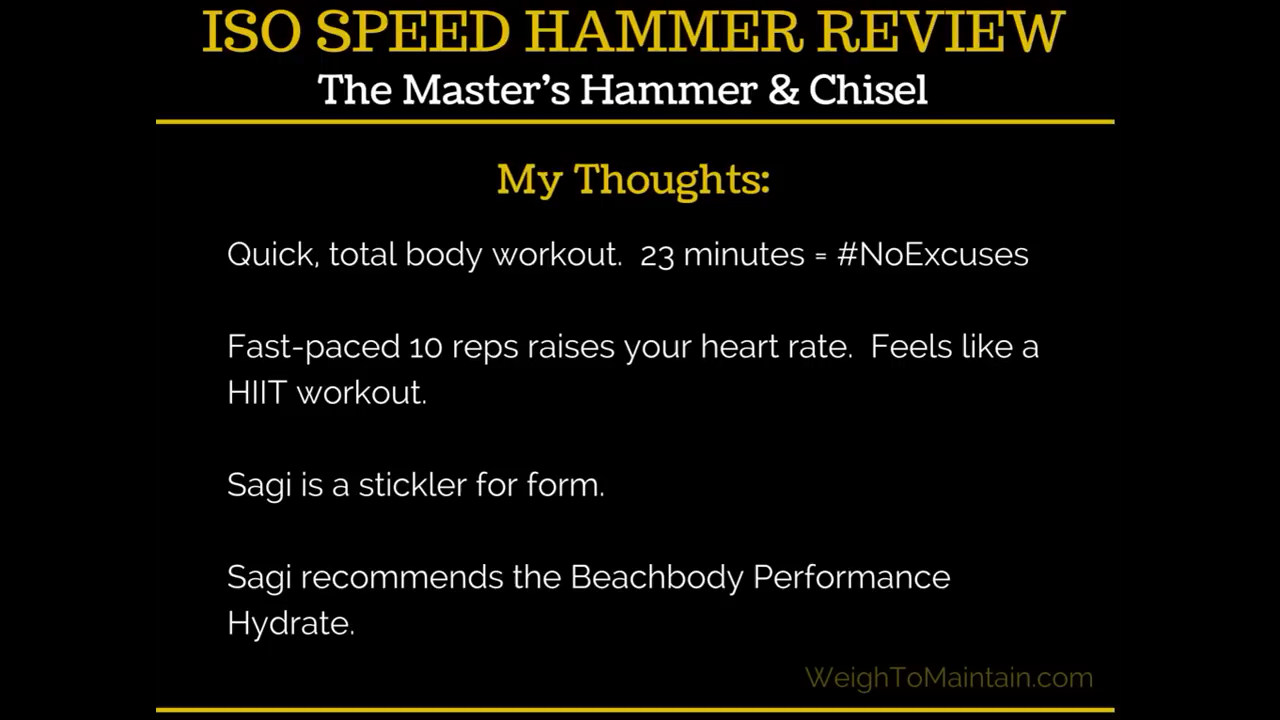 ISO SPEED HAMMER REVIEW
The Master's Hammer & Chisel
My Thoughts:
Quick, total body workout.  23 minutes = #NoExcuses
Fast-paced 10 reps raises your heart rate.  Feels like a
HIIT workout.
Sagi is a stickler for form.
Sagi recommends the Beachbody Performance
Hydrate.
WeighToMaintain.com